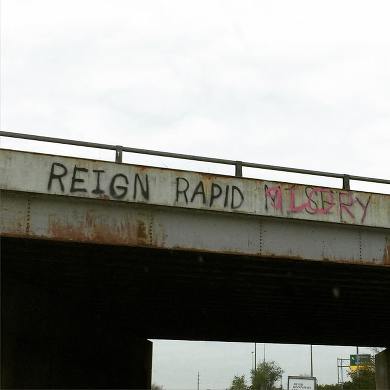 REIGN RAPID MISERY